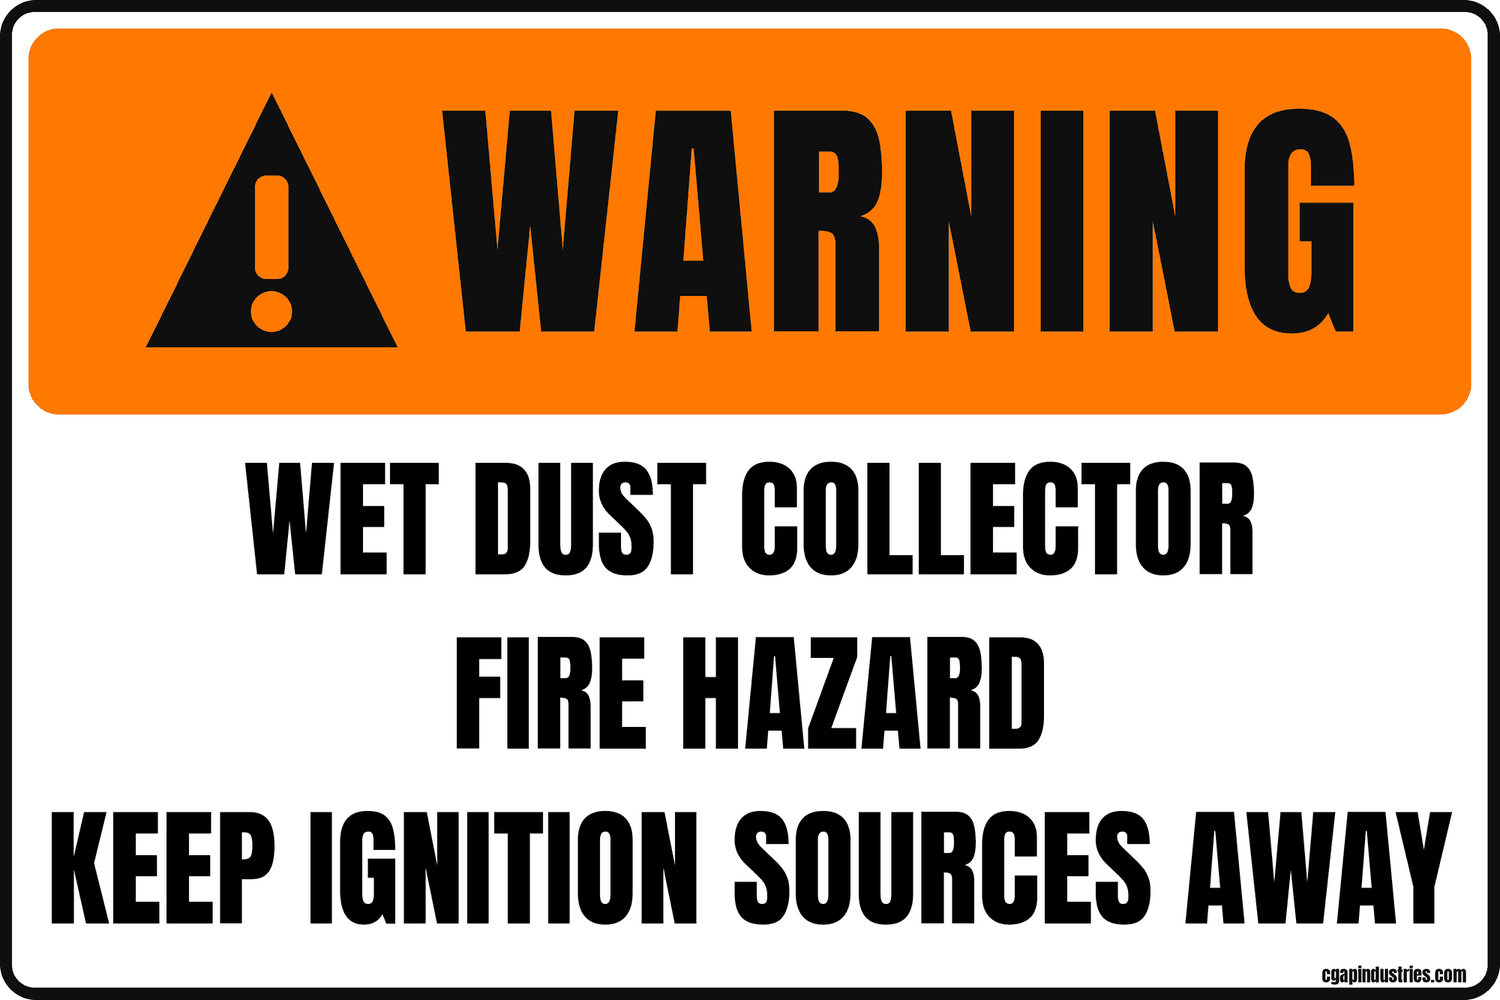 WARNING
WET DUST COLLECTOR
FIRE HAZARD
KEEP IGNITION SOURCES AWAY
cgapindustries.com